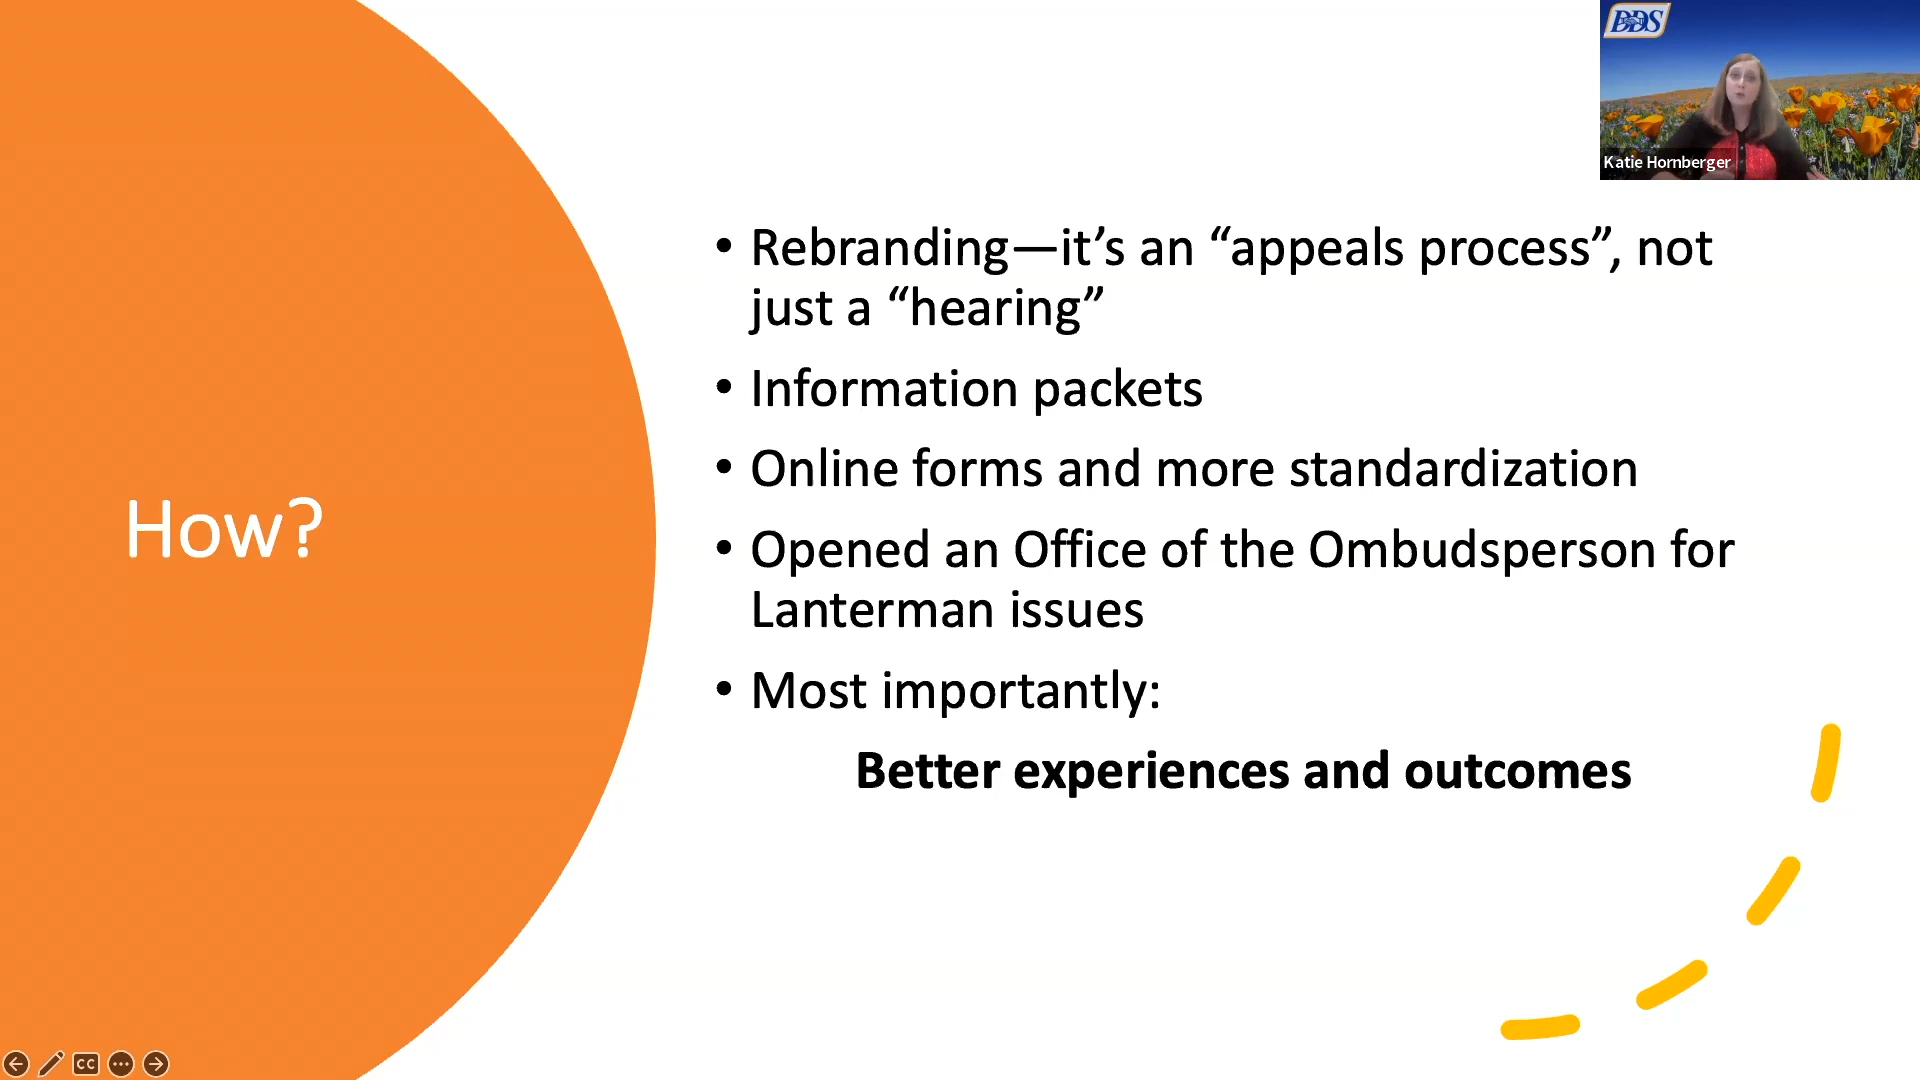 DDS
Katie Hornberger
How?
• Rebranding—it’s an “appeals process”, not
just a “hearing”
• Information packets
• Online forms and more standardization
• Opened an Office of the Ombudsperson for
Lanterman issues
• Most importantly:
Better experiences and outcomes
CC